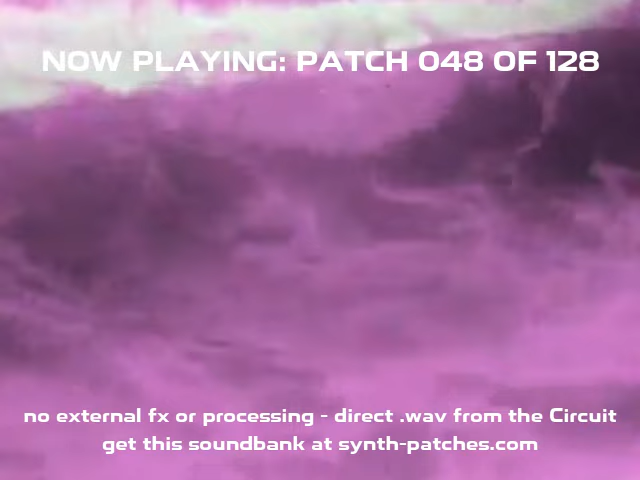 NOW PLAYING: PATCH 048 OF 128
no external fx or processing - direct .wav from the Circuit
get this soundbank at synth-patches.com